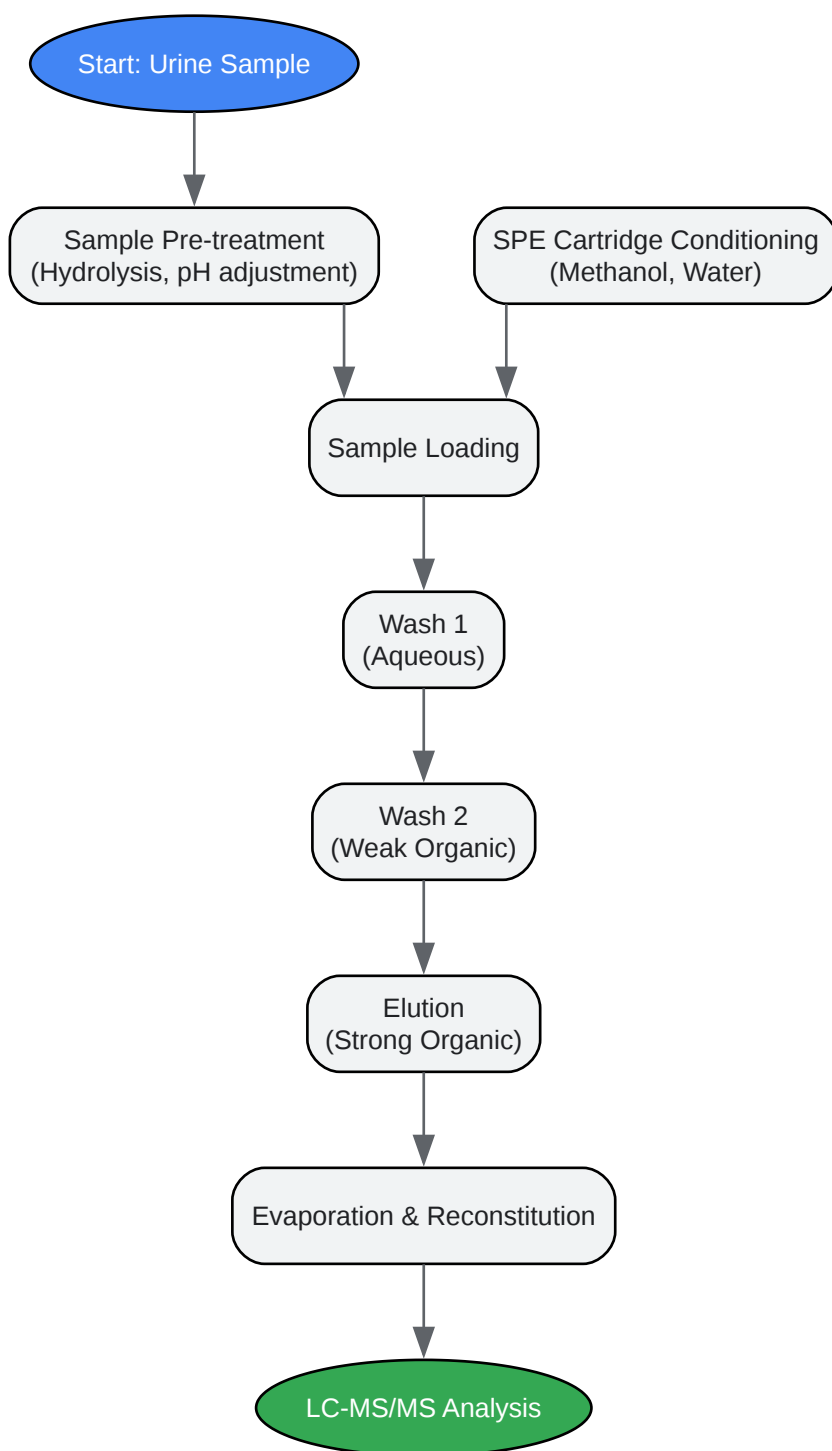 Start: Urine Sample
Sample Pre-treatment
(Hydrolysis, pH adjustment)
SPE Cartridge Conditioning
(Methanol, Water)
Sample Loading
Wash 1
(Aqueous)
Wash 2
(Weak Organic)
Elution
(Strong Organic)
Evaporation & Reconstitution
LC-MS/MS Analysis